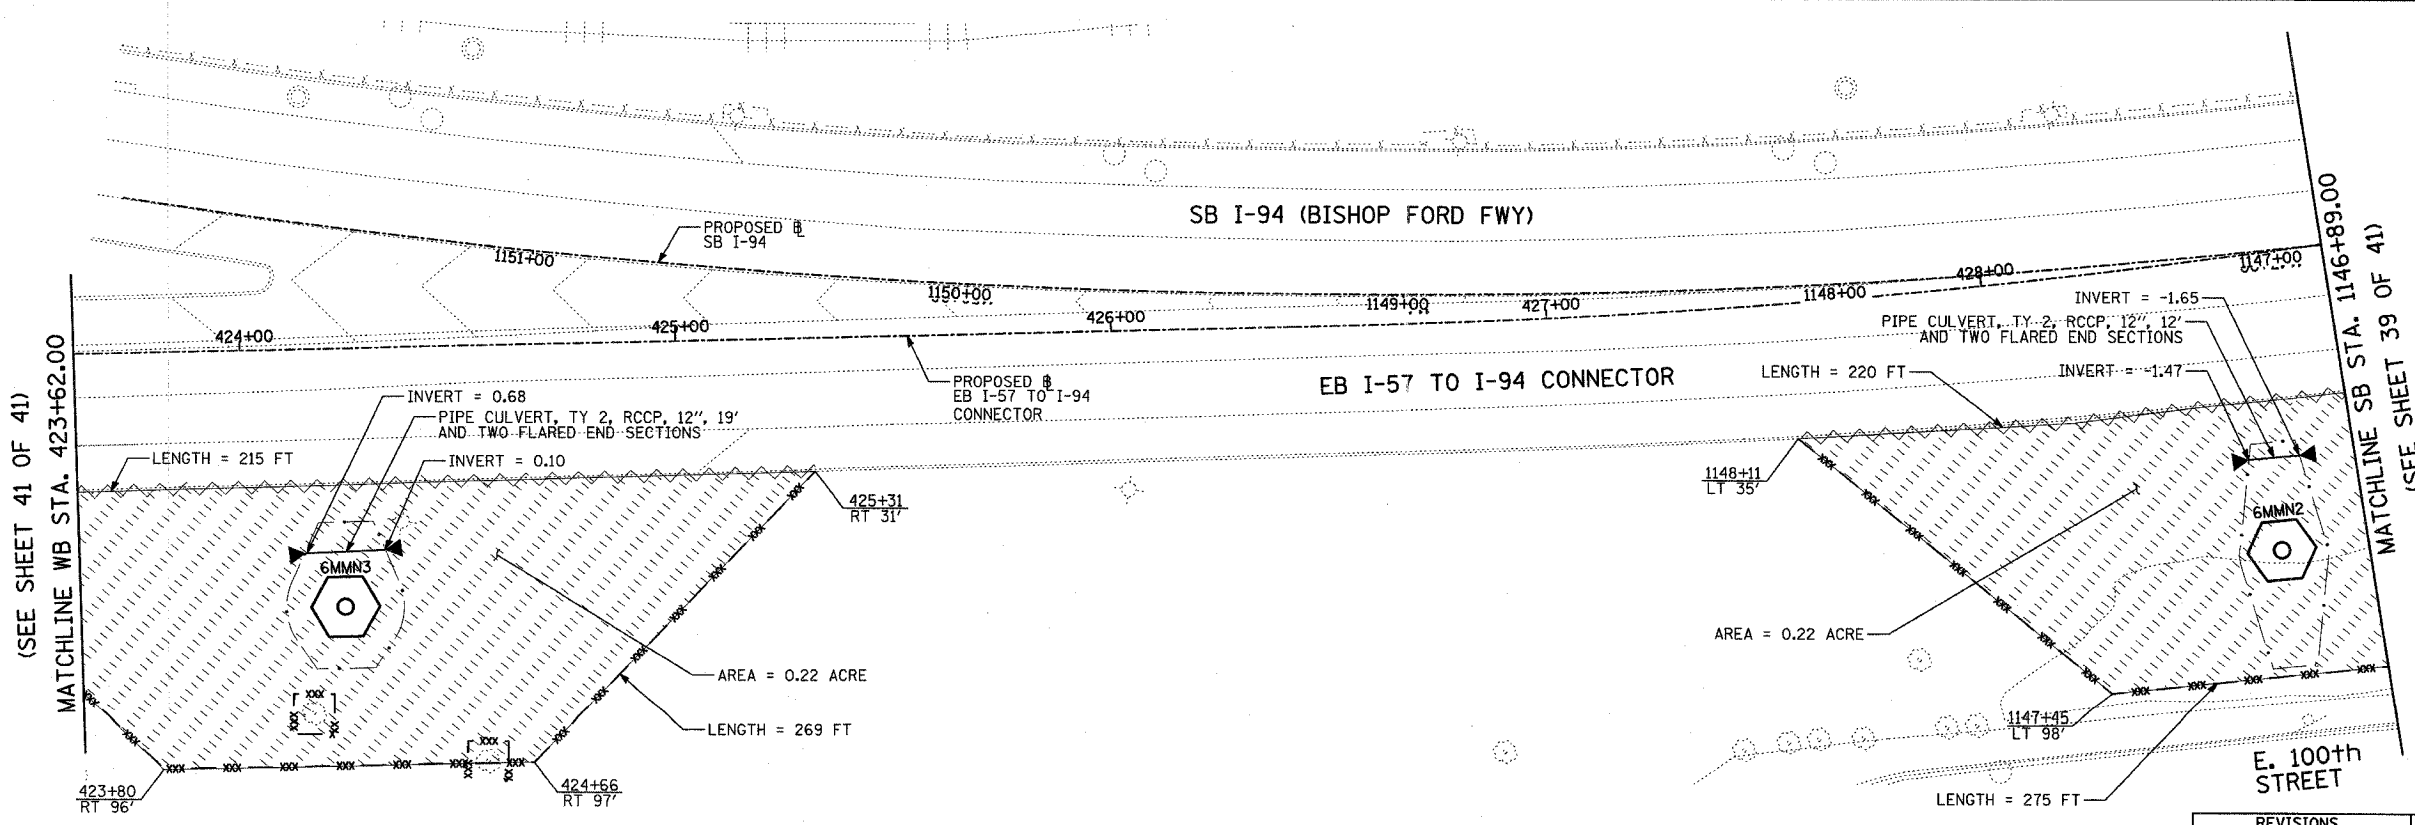 SB I-94 (BISHOP FORD FWY)
PROPOSED ℄
SB I-94
1151+00
1150+00
1149+00
1148+00
1147+00
424+00
425+00
426+00
427+00
428+00
PROPOSED ℄
EB I-57 TO I-94
CONNECTOR
EB I-57 TO I-94 CONNECTOR
(SEE SHEET 41 OF 41)
MATCHLINE WB STA. 423+62.00
INVERT = 0.68
PIPE CULVERT, TY 2, RCCP, 12", 19'
AND TWO FLARED END SECTIONS
INVERT = 0.10
LENGTH = 215 FT
6MMN3
425+31
RT 31'
AREA = 0.22 ACRE
LENGTH = 269 FT
423+80
RT 96'
424+66
RT 97'
INVERT = -1.65
PIPE CULVERT, TY 2, RCCP, 12", 12'
AND TWO FLARED END SECTIONS
INVERT = -1.47
LENGTH = 220 FT
1148+11
LT 35'
6MMN2
AREA = 0.22 ACRE
1147+45
LT 98'
LENGTH = 275 FT
E. 100th
STREET
MATCHLINE SB STA. 1146+89.00
(SEE SHEET 39 OF 41)
REVISIONS